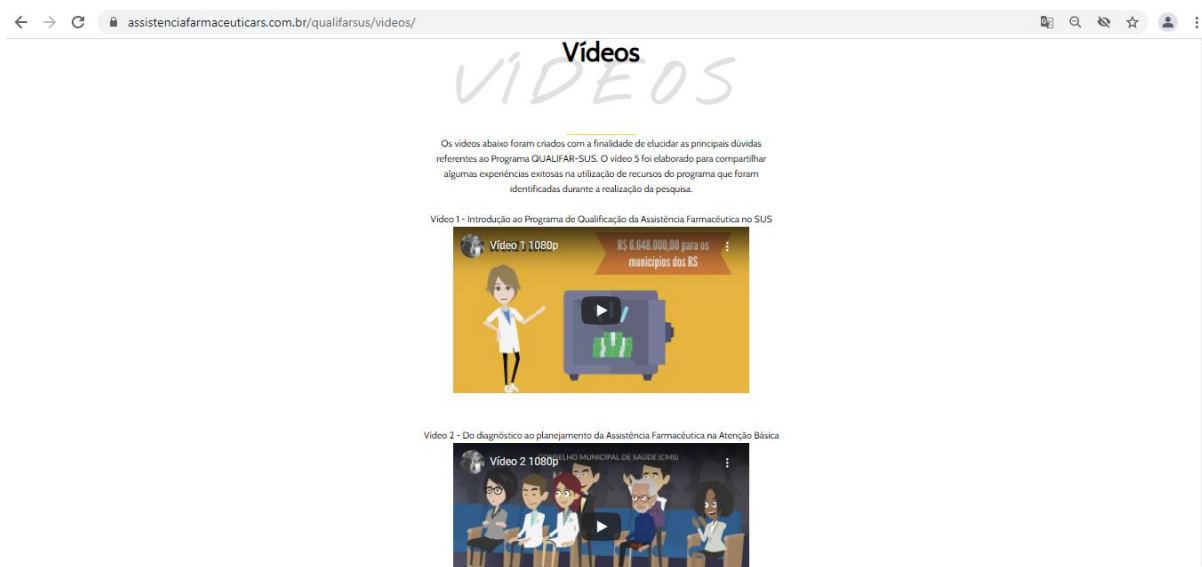 assistenciafarmaceuticars.com.br/qualifarsus/videos/
Vídeos
VÍDEOS
Os vídeos abaixo foram criados com a finalidade de elucidar as principais dúvidas
referentes ao Programa QUALIFAR-SUS. O vídeo 5 foi elaborado para compartilhar
algumas experiências exitosas na utilização de recursos do programa que foram
identificadas durante a realização da pesquisa.
Vídeo 1 - Introdução ao Programa de Qualificação da Assistência Farmacêutica no SUS
Vídeo 1 1080p
R$ 6.648.000,00 para os
municípios dos RS
Vídeo 2 - Do diagnóstico ao planejamento da Assistência Farmacêutica na Atenção Básica
Vídeo 2 1080p
MUNICIPAL DE SAÚDE (CMS)